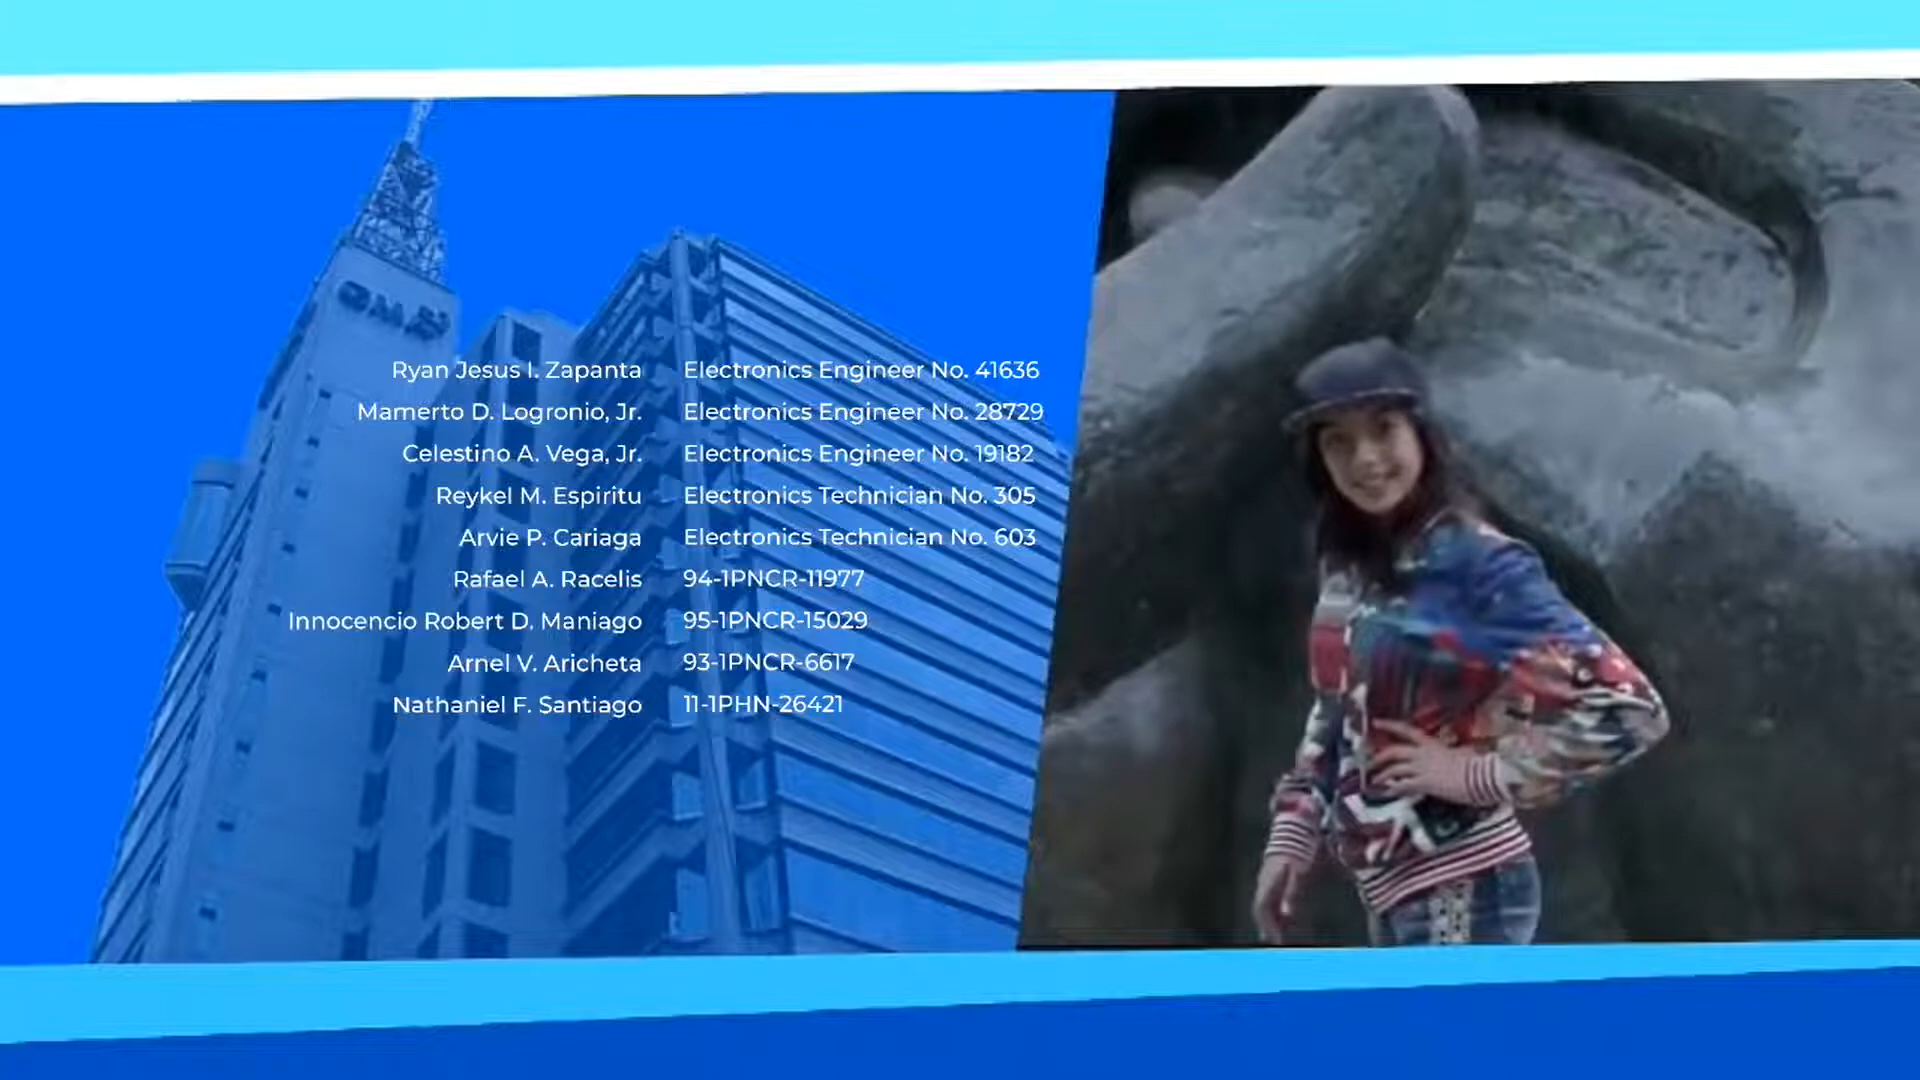 GMA
Ryan Jesus I. Zapanta Electronics Engineer No. 41636
Mamerto D. Logronio, Jr. Electronics Engineer No. 28729
Celestino A. Vega, Jr. Electronics Engineer No. 19182
Reykel M. Espiritu Electronics Technician No. 305
Arvie P. Cariaga Electronics Technician No. 603
Rafael A. Racelis 94-1PNCR-11977
Innocencio Robert D. Maniago 95-1PNCR-15029
Arnel V. Aricheta 93-1PNCR-6617
Nathaniel F. Santiago 11-1PHN-26421